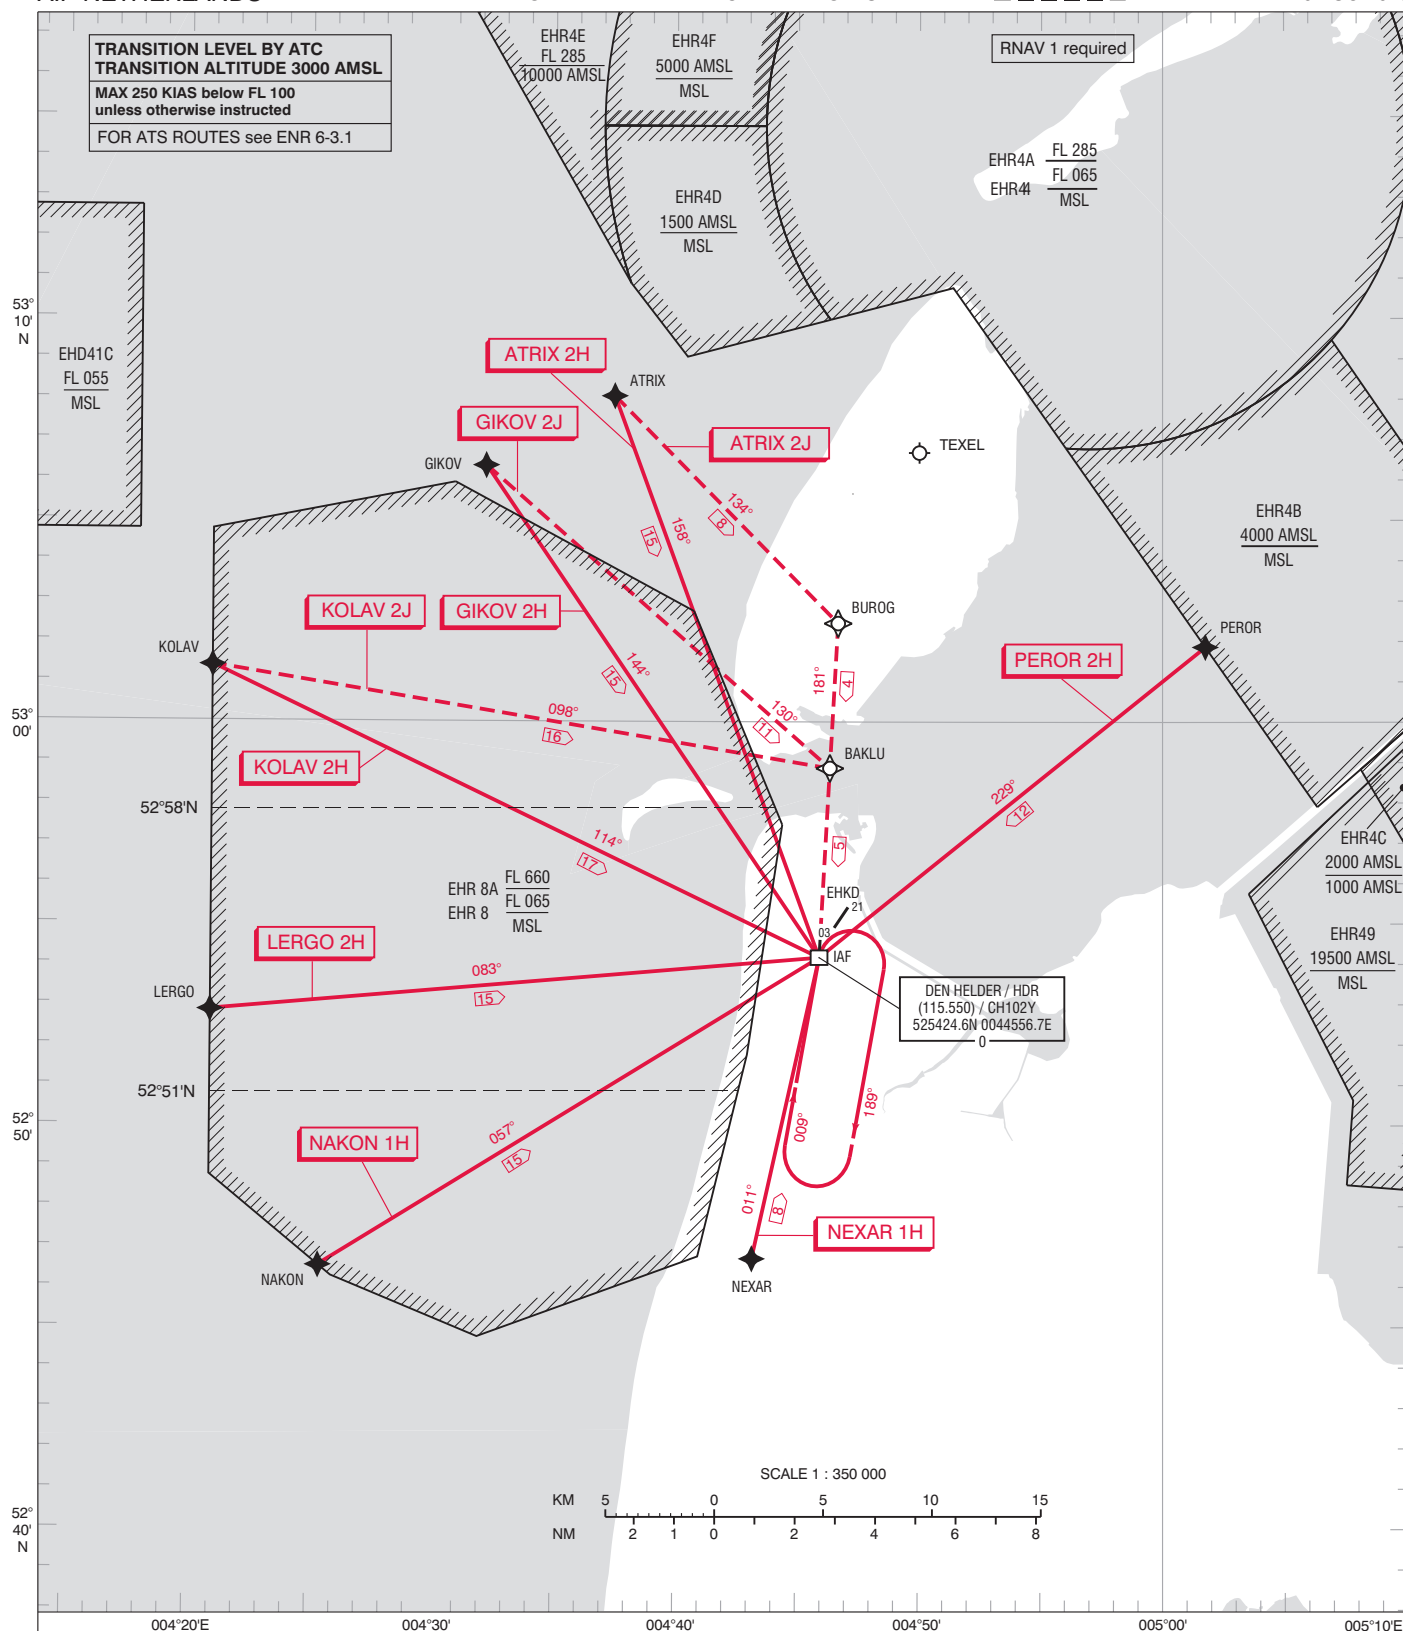 TRANSITION LEVEL BY ATC
TRANSITION ALTITUDE 3000 AMSL
MAX 250 KIAS below FL 100
unless otherwise instructed
FOR ATS ROUTES see ENR 6-3.1
RNAV 1 required
EHR4E
FL 285
10000 AMSL
EHR4F
5000 AMSL
MSL
EHR4D
1500 AMSL
MSL
EHR4A FL 285
FL 065
EHR4
MSL
EHD41C
FL 055
MSL
53°
10'
N
ATRIX 2H
ATRIX
GIKOV 2J
ATRIX 2J
GIKOV
TEXEL
134°
8
15
158°
EHR4B
4000 AMSL
MSL
KOLAV 2J
GIKOV 2H
BUROG
KOLAV
PEROR
PEROR 2H
144°
15
181°
4
098°
16
130°
11
53°
00'
BAKLU
KOLAV 2H
229°
12
52°58'N
114°
17
5
EHR4C
2000 AMSL
1000 AMSL
EHR 8A FL 660
FL 065
EHR 8
MSL
EHKD
21
03
IAF
EHR49
19500 AMSL
MSL
LERGO 2H
083°
15
LERGO
DEN HELDER / HDR
(115.550) / CH102Y
525424.6N 0044556.7E
0
52°51'N
009°
189°
52°
50'
NAKON 1H
057°
15
011°
8
NEXAR 1H
NAKON
NEXAR
SCALE 1 : 350 000
KM 5 0 5 10 15
NM 2 1 0 2 4 6 8
52°
40'
N
004°20'E 004°30' 004°40' 004°50' 005°00' 005°10'E